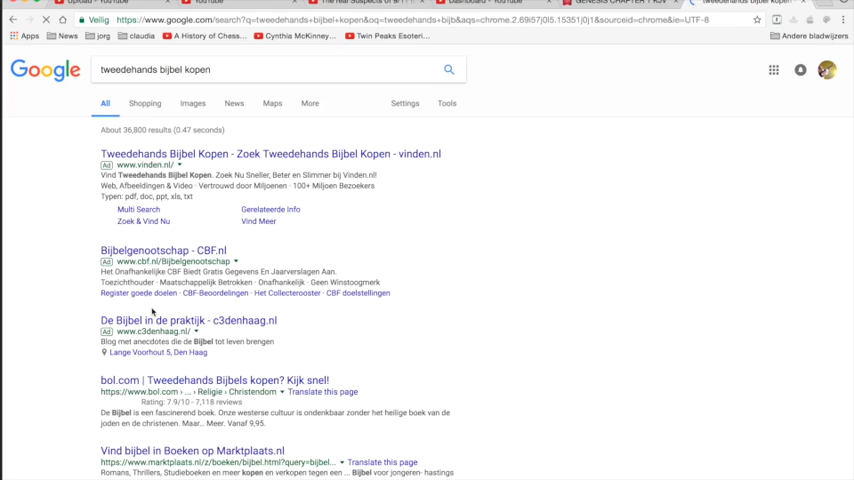 Upload - YouTube
YouTube
The real Suspects of 9/11
Dashboard - YouTube
GENESIS CHAPTER 1 KJV
tweedehands bijbel kopen
Veilig https://www.google.com/search?q=tweedehands+bijbel+kopen&oq=tweedehands+bijb&aqs=chrome.2.69i57j0l5.15351j0j1&sourceid=chrome&ie=UTF-8
Apps News jorg claudia A History of Chess... Cynthia McKinney... Twin Peaks Esoteri... Andere bladwijzers
Google tweedehands bijbel kopen
All Shopping Images News Maps More Settings Tools
About 36,800 results (0.47 seconds)
Tweedehands Bijbel Kopen - Zoek Tweedehands Bijbel Kopen - vinden.nl
Ad www.vinden.nl/
Vind Tweedehands Bijbel Kopen. Zoek Nu Sneller, Beter en Slimmer bij Vinden.nl!
Web, Afbeeldingen & Video · Vertrouwd door Miljoenen · 100+ Miljoen Bezoekers
Typen: pdf, doc, ppt, xls, txt
Multi Search Gerelateerde Info
Zoek & Vind Nu Vind Meer
Bijbelgenootschap - CBF.nl
Ad www.cbf.nl/Bijbelgenootschap
Het Onafhankelijke CBF Biedt Gratis Gegevens En Jaarverslagen Aan.
Toezichthouder · Maatschappelijk Betrokken · Onafhankelijk · Geen Winstoogmerk
Register goede doelen · CBF-Beoordelingen · Het Collecterooster · CBF doelstellingen
De Bijbel in de praktijk - c3denhaag.nl
Ad www.c3denhaag.nl/
Blog met anecdotes die de Bijbel tot leven brengen
Lange Voorhout 5, Den Haag
bol.com | Tweedehands Bijbels kopen? Kijk snel!
https://www.bol.com › ... › Religie › Christendom Translate this page
Rating: 7.9/10 - 7,118 reviews
De Bijbel is een fascinerend boek. Onze westerse cultuur is ondenkbaar zonder het heilige boek van de
joden en de christenen. Maar... Meer. Vanaf 9,95.
Vind bijbel in Boeken op Marktplaats.nl
https://www.marktplaats.nl/z/boeken/bijbel.html?query=bijbel... Translate this page
Romans, Thrillers, Studieboeken en meer kopen en verkopen tegen een ... Bijbel voor jongeren· hastings